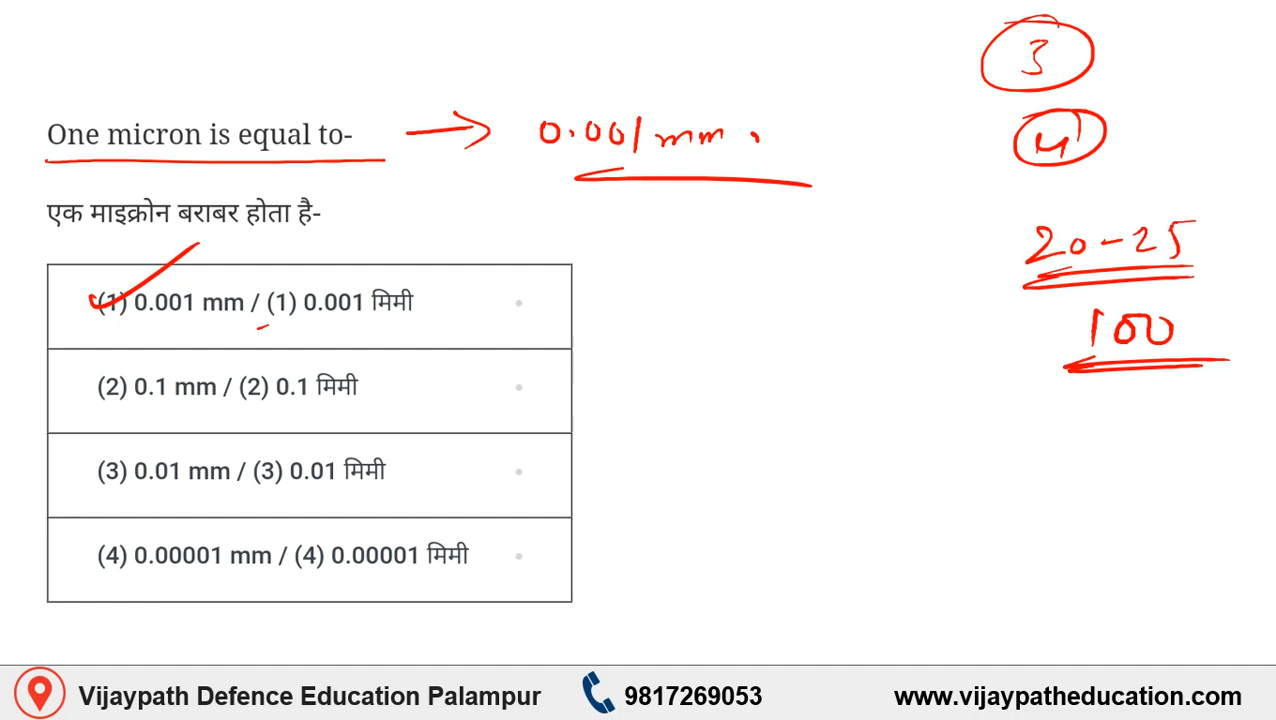 3
One micron is equal to- → 0.001 mm.
4
एक माइक्रोन बराबर होता है-
20-25
(1) 0.001 mm / (1) 0.001 मिमी
100
(2) 0.1 mm / (2) 0.1 मिमी
(3) 0.01 mm / (3) 0.01 मिमी
(4) 0.00001 mm / (4) 0.00001 मिमी
Vijaypath Defence Education Palampur 9817269053 www.vijaypatheducation.com